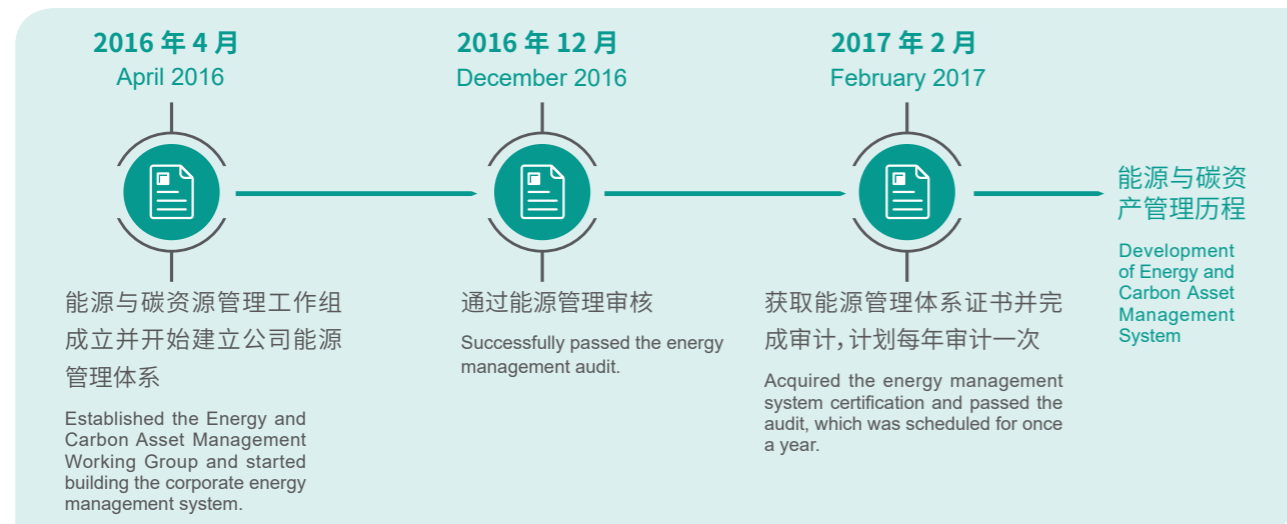 2016 年 4 月
April 2016
能源与碳资源管理工作组
成立并开始建立公司能源
管理体系
Established the Energy and
Carbon Asset Management
Working Group and started
building the corporate energy
management system.
2016 年 12 月
December 2016
通过能源管理审核
Successfully passed the energy
management audit.
2017 年 2 月
February 2017
获取能源管理体系证书并完
成审计，计划每年审计一次
Acquired the energy management
system certification and passed the
audit, which was scheduled for once
a year.
能源与碳资
产管理历程
Development
of Energy and
Carbon Asset
Management
System